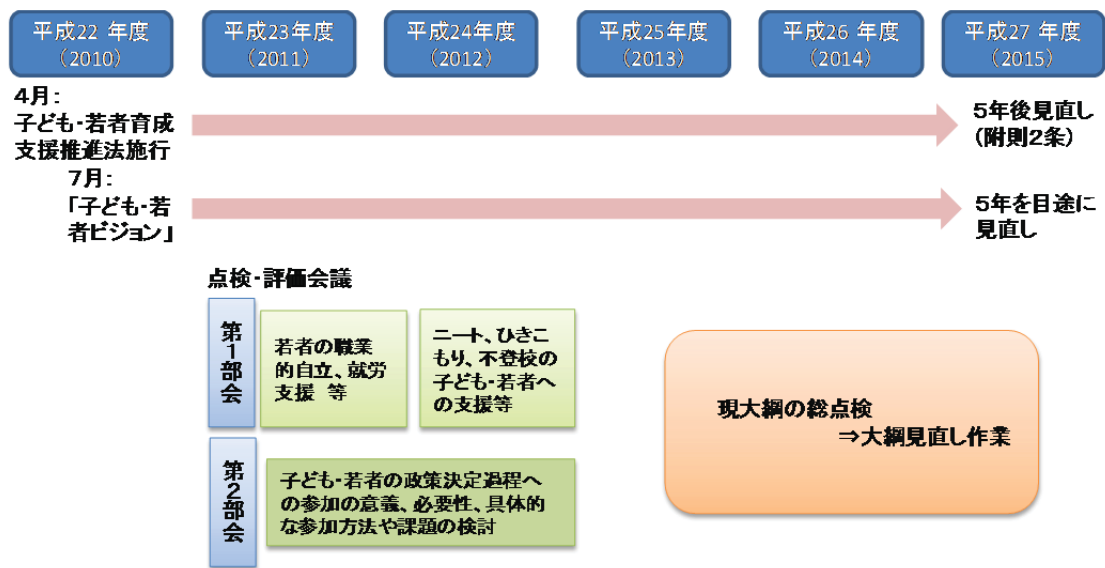 平成22 年度
（2010）
平成23年度
（2011）
平成24年度
（2012）
平成25年度
（2013）
平成26 年度
（2014）
平成27 年度
（2015）
4月：
子ども・若者育成
支援推進法施行
5年後見直し
（附則2条）
7月：
「子ども・若
者ビジョン」
5年を目途に
見直し
点検・評価会議
第1部会
若者の職業
的自立、就労
支援 等
ニート、ひきこ
もり、不登校の
子ども・若者へ
の支援等
第2部会
子ども・若者の政策決定過程へ
の参加の意義、必要性、具体的
な参加方法や課題の検討
現大綱の総点検
⇒大綱見直し作業